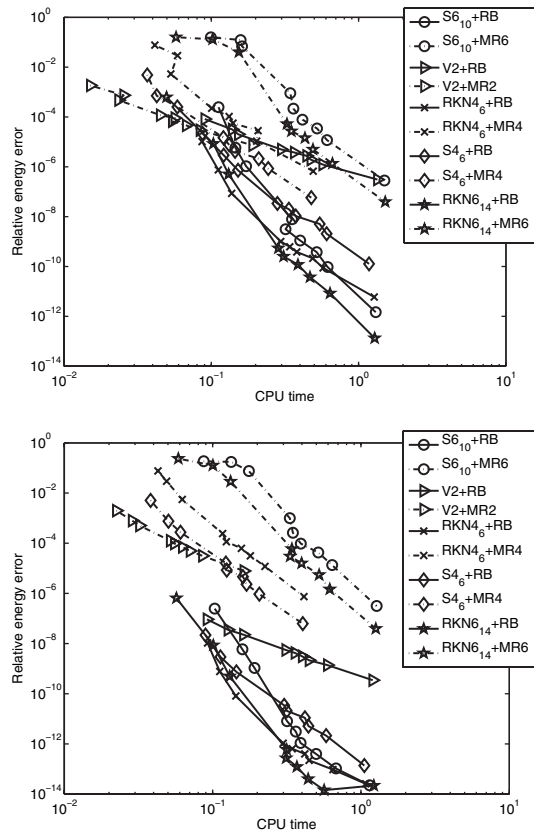 10^0
10^-2
10^-4
10^-6
10^-8
10^-10
10^-12
10^-14
Relative energy error
10^-2
10^-1
10^0
10^1
CPU time
S6_10+RB
S6_10+MR6
V2+RB
V2+MR2
RKN4_6+RB
RKN4_6+MR4
S4_6+RB
S4_6+MR4
RKN6_14+RB
RKN6_14+MR6
10^0
10^-2
10^-4
10^-6
10^-8
10^-10
10^-12
10^-14
Relative energy error
10^-2
10^-1
10^0
10^1
CPU time
S6_10+RB
S6_10+MR6
V2+RB
V2+MR2
RKN4_6+RB
RKN4_6+MR4
S4_6+RB
S4_6+MR4
RKN6_14+RB
RKN6_14+MR6